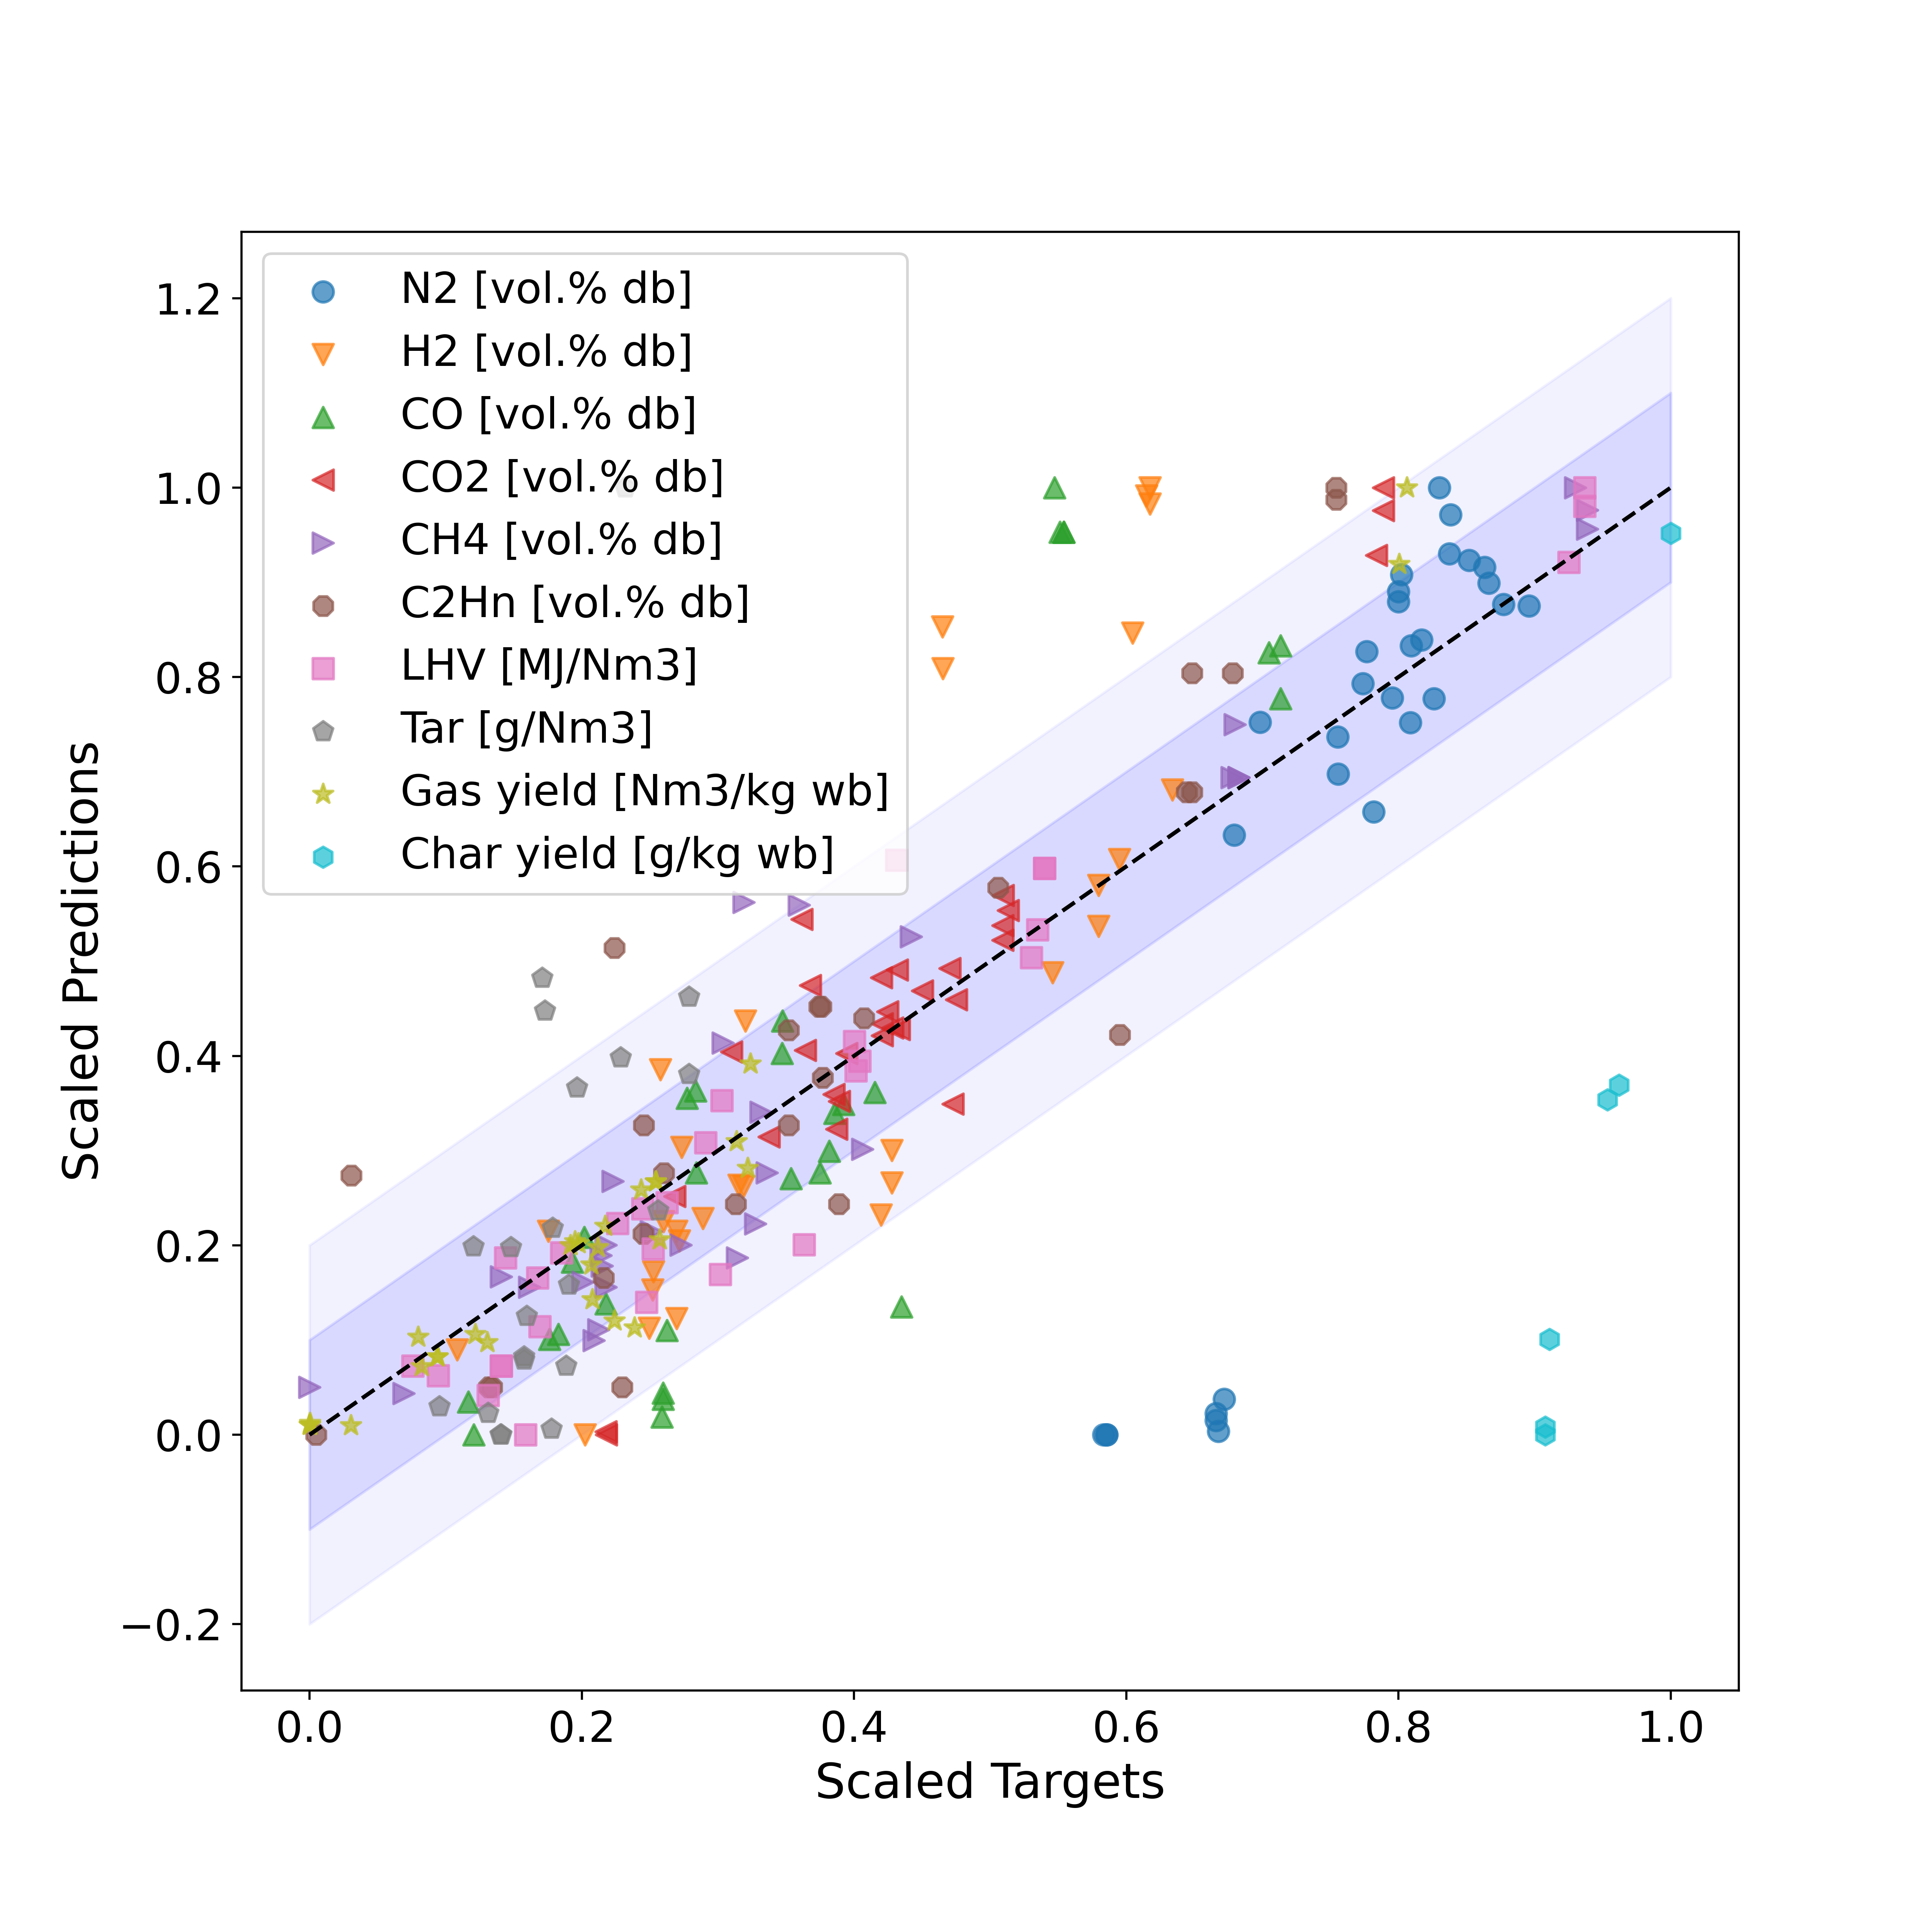 N2 [vol.% db]
H2 [vol.% db]
CO [vol.% db]
CO2 [vol.% db]
CH4 [vol.% db]
C2Hn [vol.% db]
LHV [MJ/Nm3]
Tar [g/Nm3]
Gas yield [Nm3/kg wb]
Char yield [g/kg wb]
1.2
1.0
0.8
0.6
0.4
0.2
0.0
−0.2
Scaled Predictions
0.0 0.2 0.4 0.6 0.8 1.0
Scaled Targets